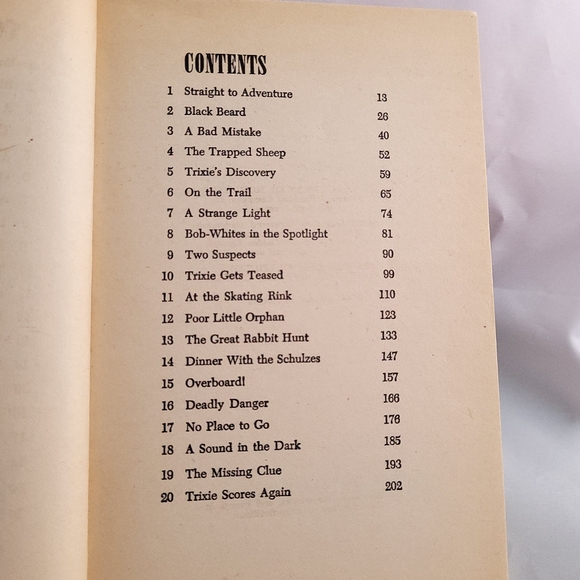 CONTENTS
1 Straight to Adventure 13
2 Black Beard 26
3 A Bad Mistake 40
4 The Trapped Sheep 52
5 Trixie's Discovery 59
6 On the Trail 65
7 A Strange Light 74
8 Bob-Whites in the Spotlight 81
9 Two Suspects 90
10 Trixie Gets Teased 99
11 At the Skating Rink 110
12 Poor Little Orphan 123
13 The Great Rabbit Hunt 133
14 Dinner With the Schulzes 147
15 Overboard! 157
16 Deadly Danger 166
17 No Place to Go 176
18 A Sound in the Dark 185
19 The Missing Clue 193
20 Trixie Scores Again 202